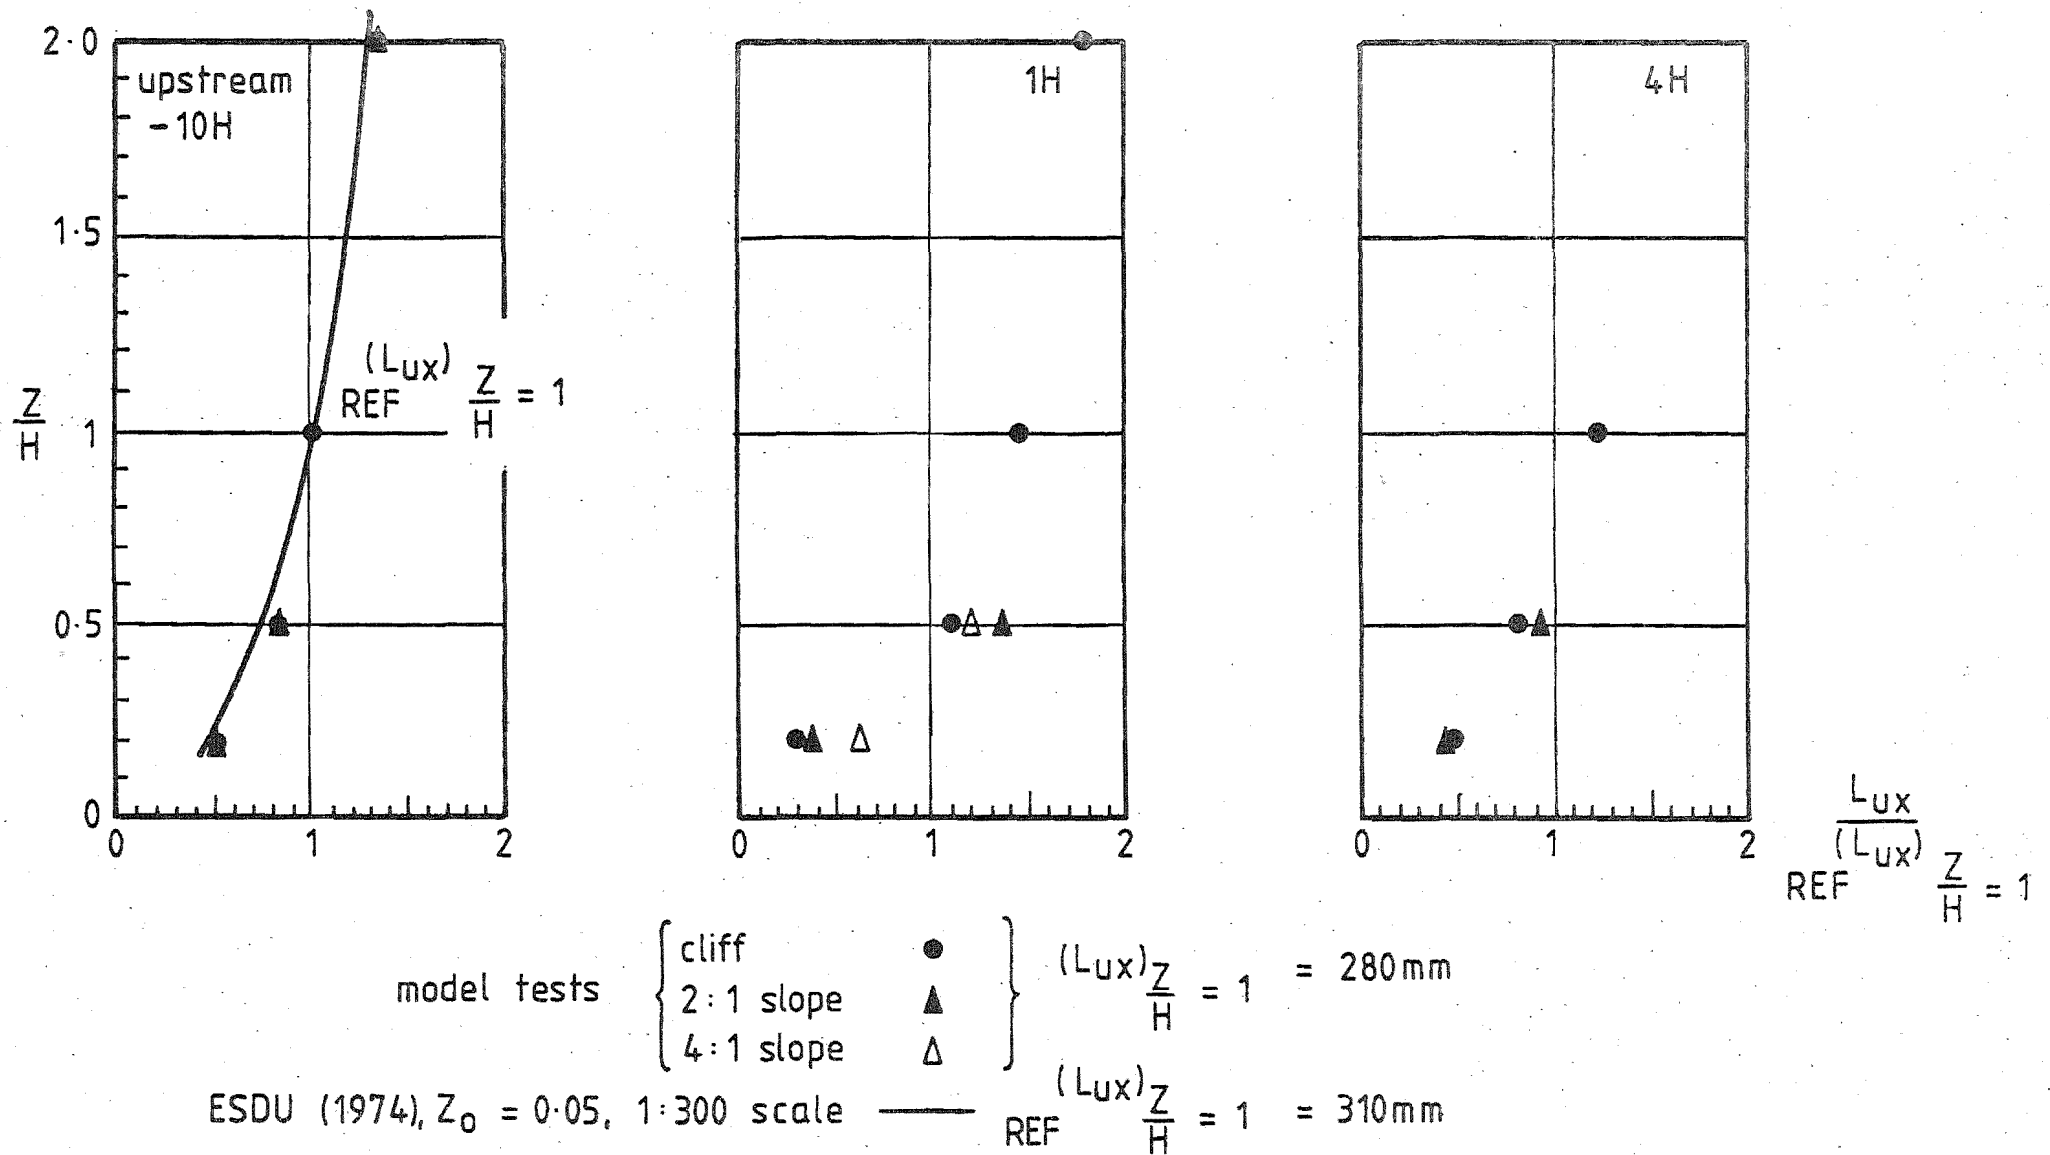 2·0
upstream
-10H
1·5
(Lux)
REF Z/H = 1
Z/H
1
0·5
0
0 1 2
1H
0 1 2
4H
0 1 2
Lux
(Lux)
REF Z/H = 1
model tests
cliff ●
2:1 slope ▲
4:1 slope △
(Lux) Z/H = 1 = 280mm
ESDU (1974), Zo = 0·05, 1:300 scale —— REF (Lux) Z/H = 1 = 310mm